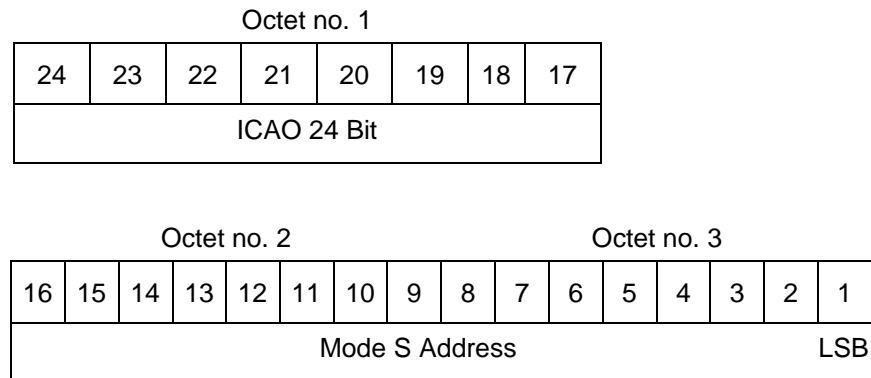 Octet no. 1
24 23 22 21 20 19 18 17
ICAO 24 Bit
Octet no. 2 Octet no. 3
16 15 14 13 12 11 10 9 8 7 6 5 4 3 2 1
Mode S Address LSB